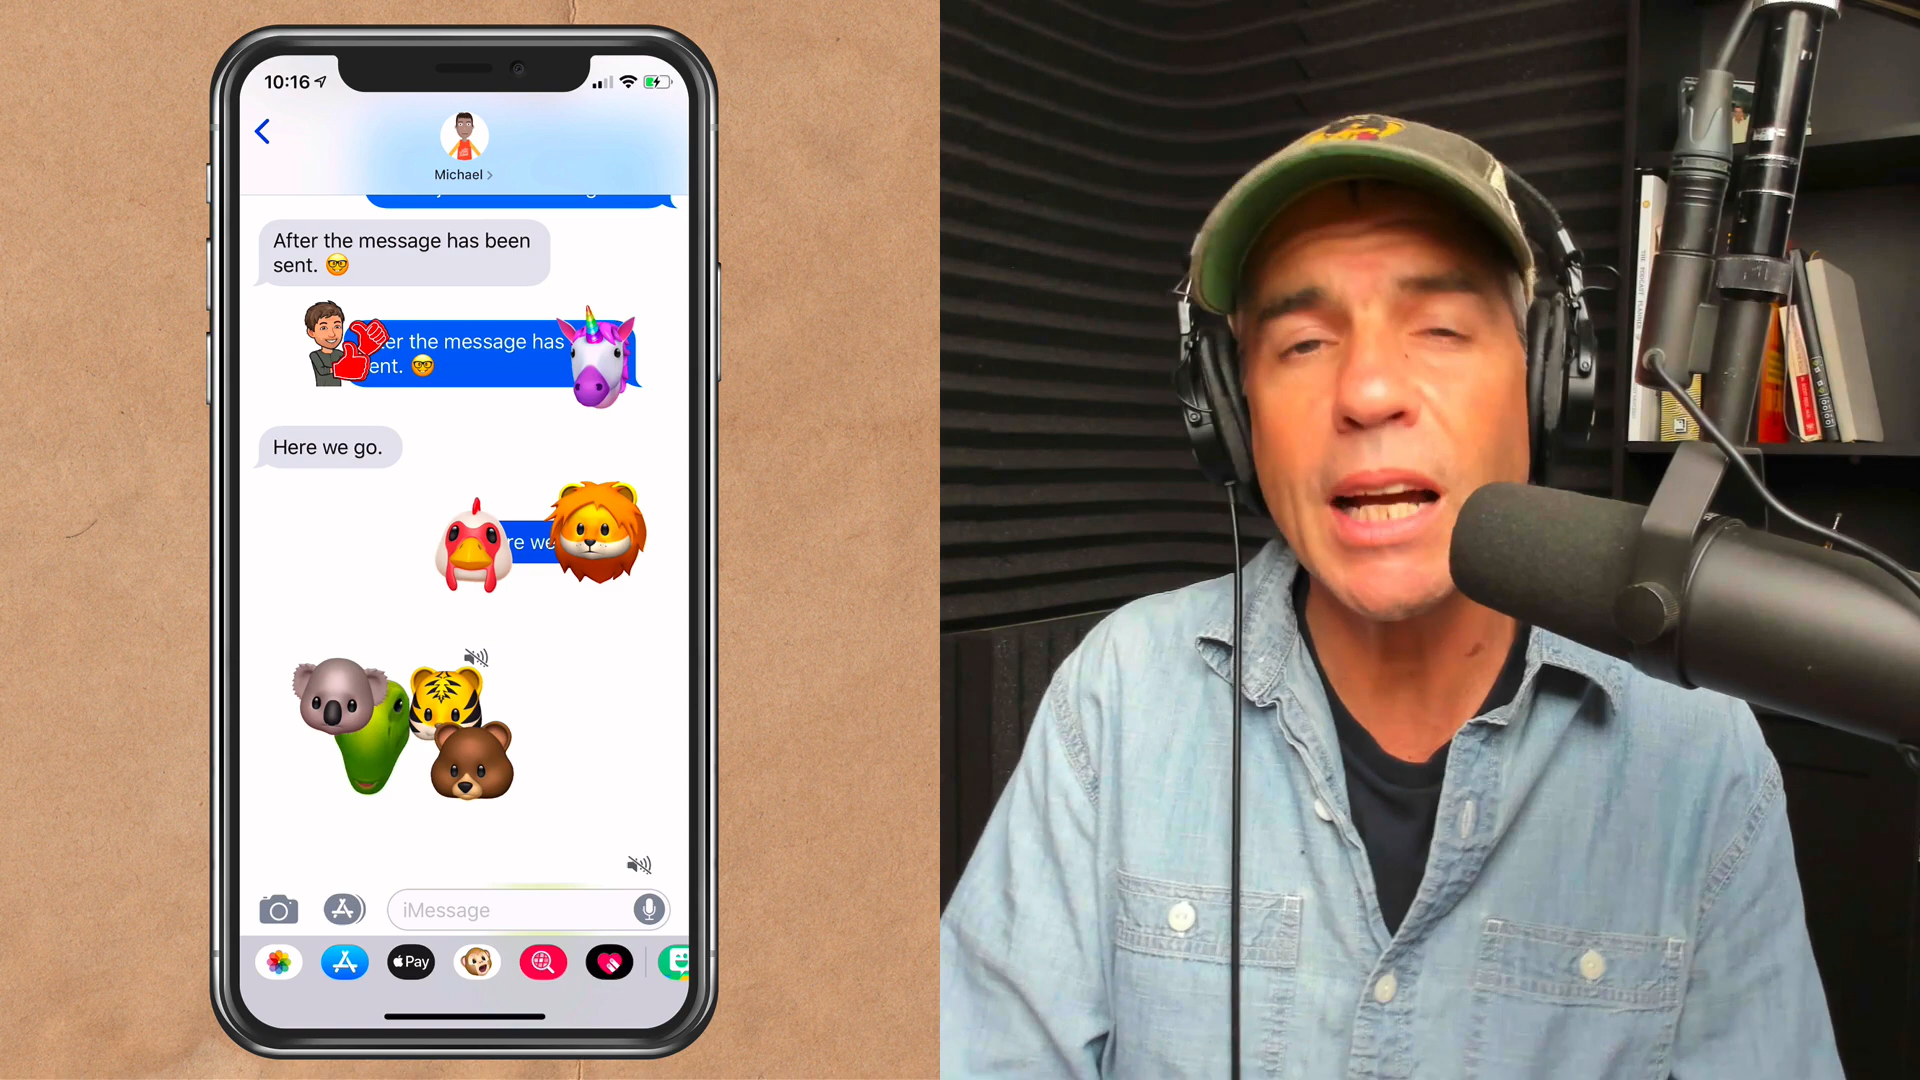 10:16
Michael
After the message has been
sent. 🤓
er the message has
ent. 🤓
Here we go.
re we
iMessage
Pay